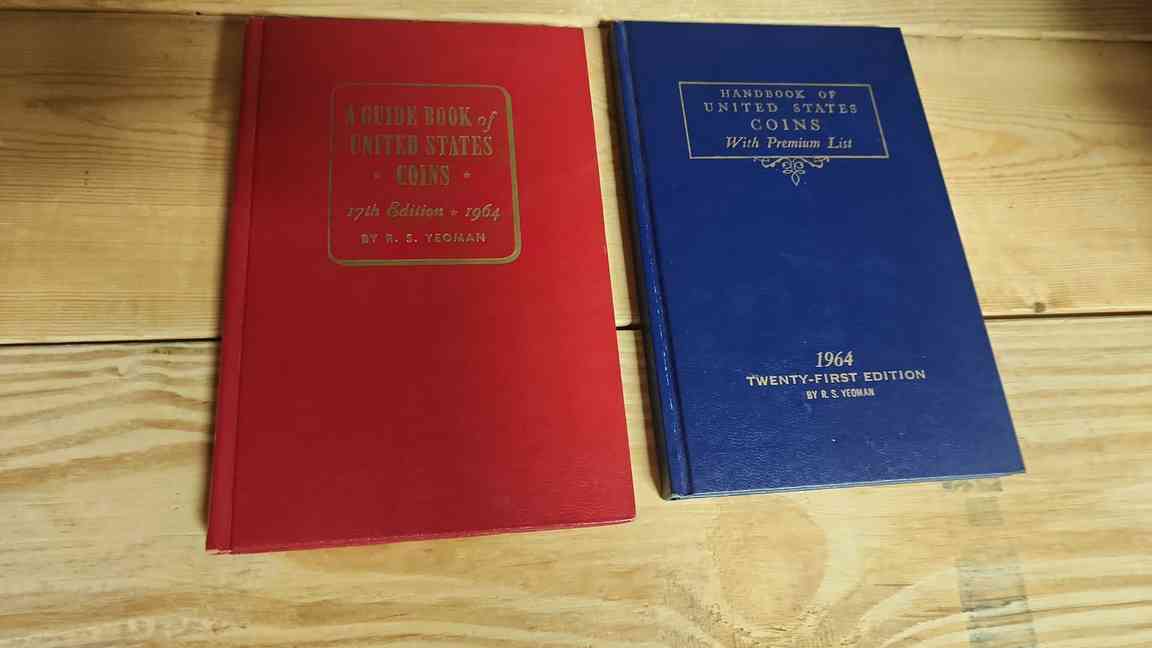 A GUIDE BOOK of
UNITED STATES
COINS
17th Edition ★ 1964
BY R. S. YEOMAN
HANDBOOK OF
UNITED STATES
COINS
With Premium List
1964
TWENTY-FIRST EDITION
BY R. S. YEOMAN